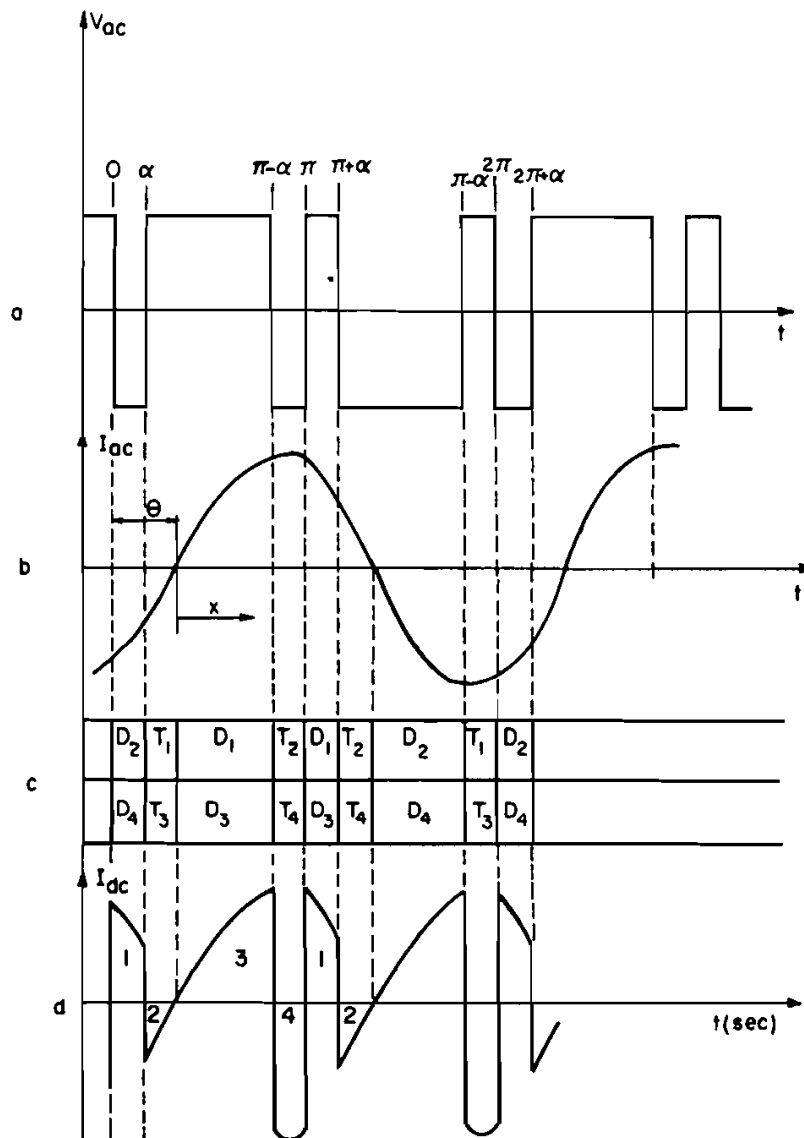 Vac
0 α π-α π π+α π-α 2π 2π+α
a
t
Iac
θ
b
x
t
D2 T1 D1 T2 D1 T2 D2 T1 D2
c
D4 T3 D3 T4 D3 T4 D4 T3 D4
Idc
1 3 1
d
2 4 2
t(sec)